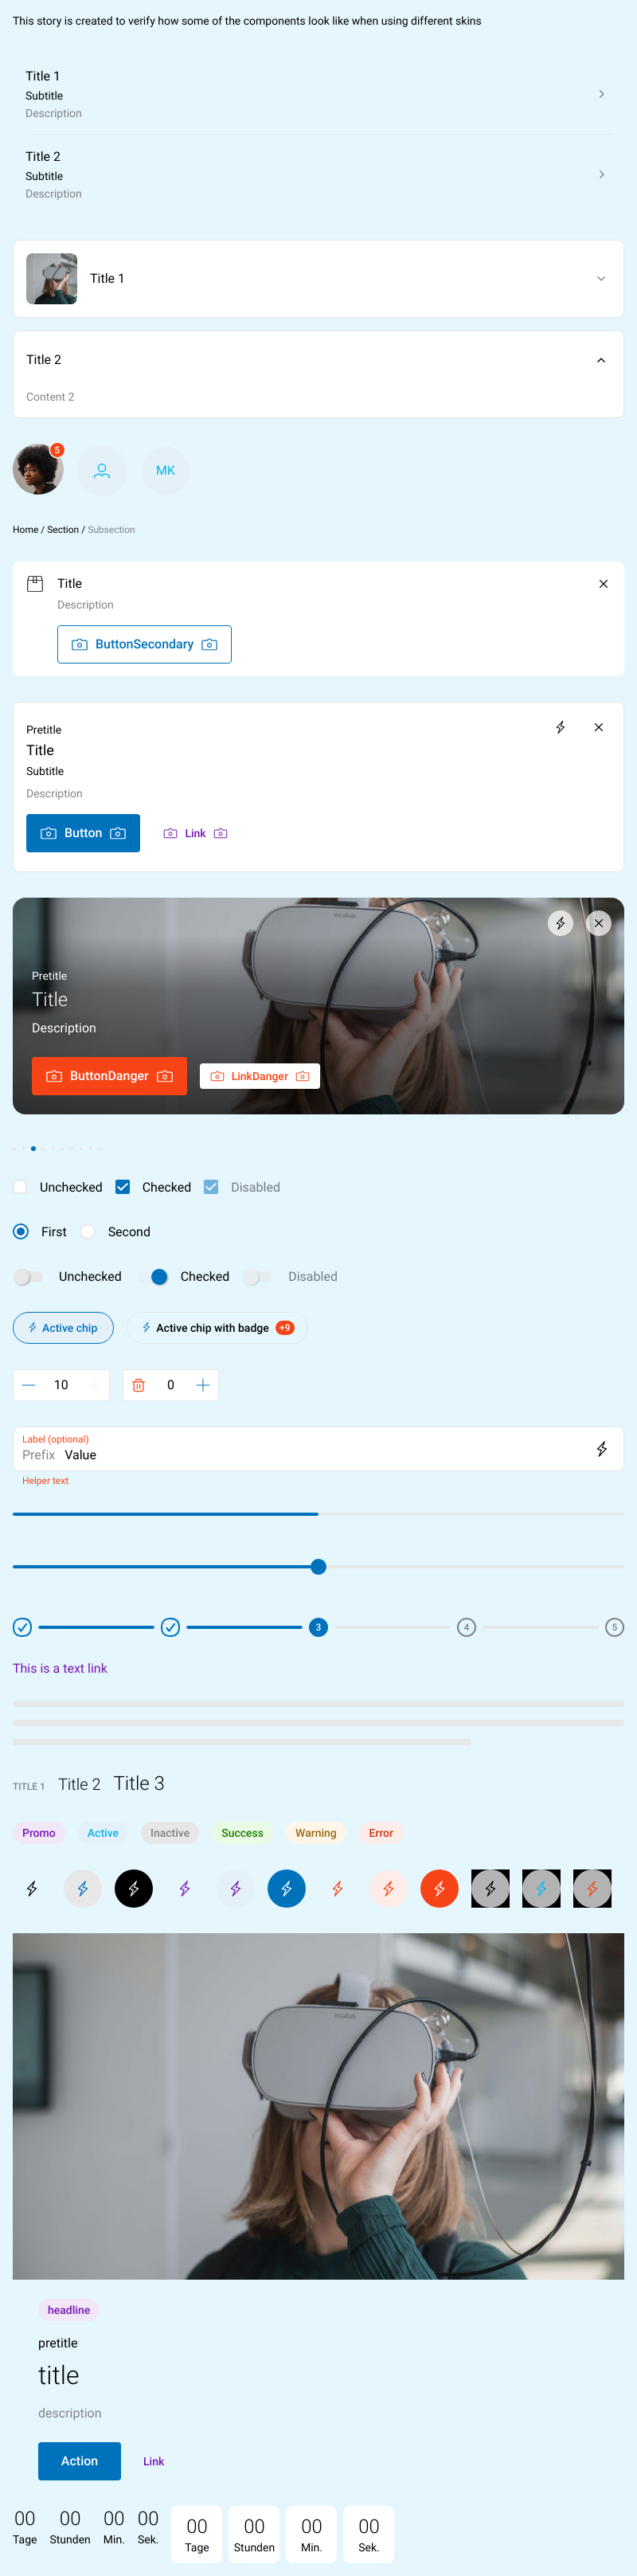 This story is created to verify how some of the components look like when using different skins
Title 1
Subtitle
Description
Title 2
Subtitle
Description
Title 1
Title 2
Content 2
5
MK
Home / Section / Subsection
Title
Description
ButtonSecondary
Pretitle
Title
Subtitle
Description
Button Link
oculus
Pretitle
Title
Description
ButtonDanger LinkDanger
Unchecked Checked Disabled
First Second
Unchecked Checked Disabled
Active chip Active chip with badge +9
10 0
Label (optional)
Prefix Value
Helper text
3 4 5
This is a text link
TITLE 1 Title 2 Title 3
Promo Active Inactive Success Warning Error
oculus
headline
pretitle
title
description
Action Link
00 00 00 00 00 00 00 00
Tage Stunden Min. Sek. Tage Stunden Min. Sek.